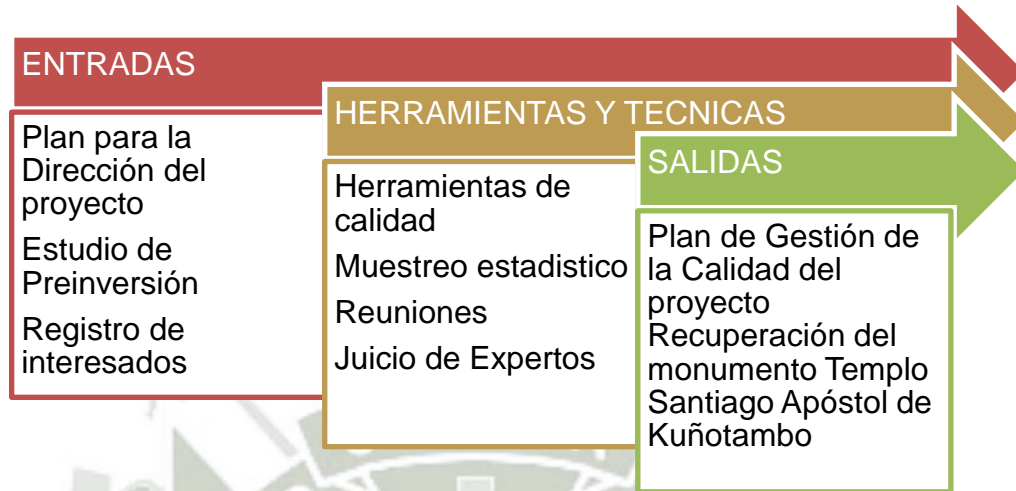 ENTRADAS
Plan para la
Dirección del
proyecto
Estudio de
Preinversión
Registro de
interesados
HERRAMIENTAS Y TECNICAS
Herramientas de
calidad
Muestreo estadistico
Reuniones
Juicio de Expertos
SALIDAS
Plan de Gestión de
la Calidad del
proyecto
Recuperación del
monumento Templo
Santiago Apóstol de
Kuñotambo